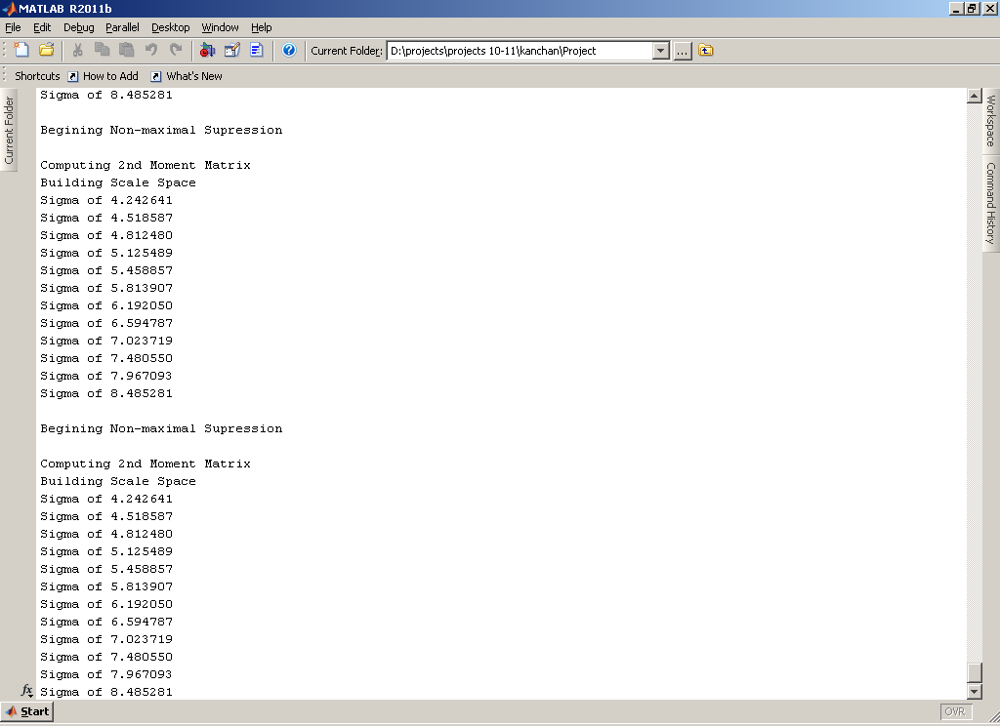 MATLAB R2011b
File Edit Debug Parallel Desktop Window Help
Current Folder: D:\projects\projects 10-11\kanchan\Project ...
Shortcuts How to Add What's New
Current Folder
Workspace
Command History
Sigma of 8.485281
Begining Non-maximal Supression
Computing 2nd Moment Matrix
Building Scale Space
Sigma of 4.242641
Sigma of 4.518587
Sigma of 4.812480
Sigma of 5.125489
Sigma of 5.458857
Sigma of 5.813907
Sigma of 6.192050
Sigma of 6.594787
Sigma of 7.023719
Sigma of 7.480550
Sigma of 7.967093
Sigma of 8.485281
Begining Non-maximal Supression
Computing 2nd Moment Matrix
Building Scale Space
Sigma of 4.242641
Sigma of 4.518587
Sigma of 4.812480
Sigma of 5.125489
Sigma of 5.458857
Sigma of 5.813907
Sigma of 6.192050
Sigma of 6.594787
Sigma of 7.023719
Sigma of 7.480550
Sigma of 7.967093
fx Sigma of 8.485281
Start OVR